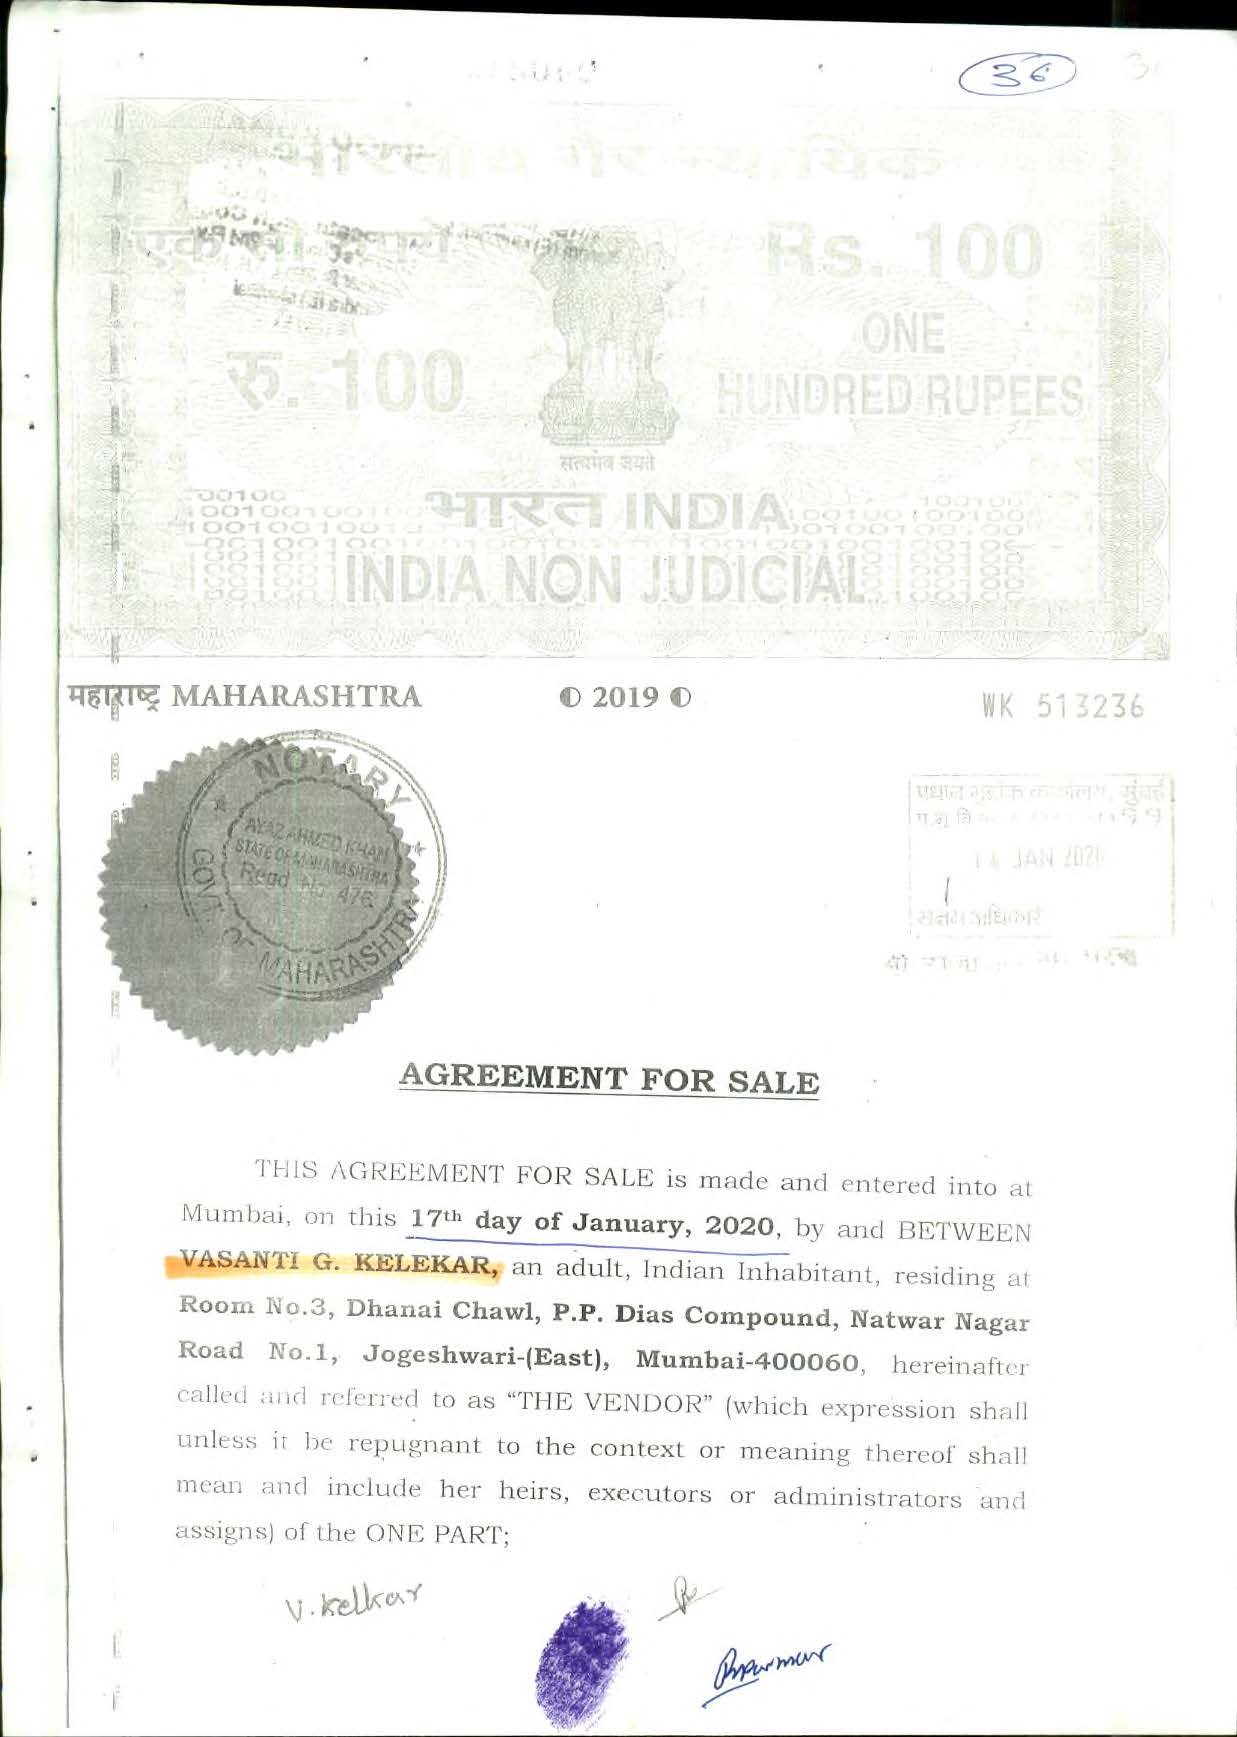 36
भारतीय गैर न्यायिक
एक सौ रुपये
Rs. 100
रु. 100
ONE
HUNDRED RUPEES
सत्यमेव जयते
भारत INDIA
INDIA NON JUDICIAL
महाराष्ट्र MAHARASHTRA
2019
WK 513236
NOTARY
AYAZ AHMED KHAN
STATE OF MAHARASHTRA
Regd. No. 476
GOVT. OF MAHARASHTRA
प्रधान मुद्रांक कार्यालय, मुंबई
14 JAN 2020
सक्षम अधिकारी
AGREEMENT FOR SALE
THIS AGREEMENT FOR SALE is made and entered into at
Mumbai, on this 17th day of January, 2020, by and BETWEEN
VASANTI G. KELEKAR, an adult, Indian Inhabitant, residing at
Room No.3, Dhanai Chawl, P.P. Dias Compound, Natwar Nagar
Road No.1, Jogeshwari-(East), Mumbai-400060, hereinafter
called and referred to as “THE VENDOR” (which expression shall
unless it be repugnant to the context or meaning thereof shall
mean and include her heirs, executors or administrators and
assigns) of the ONE PART;
V. Kelkar